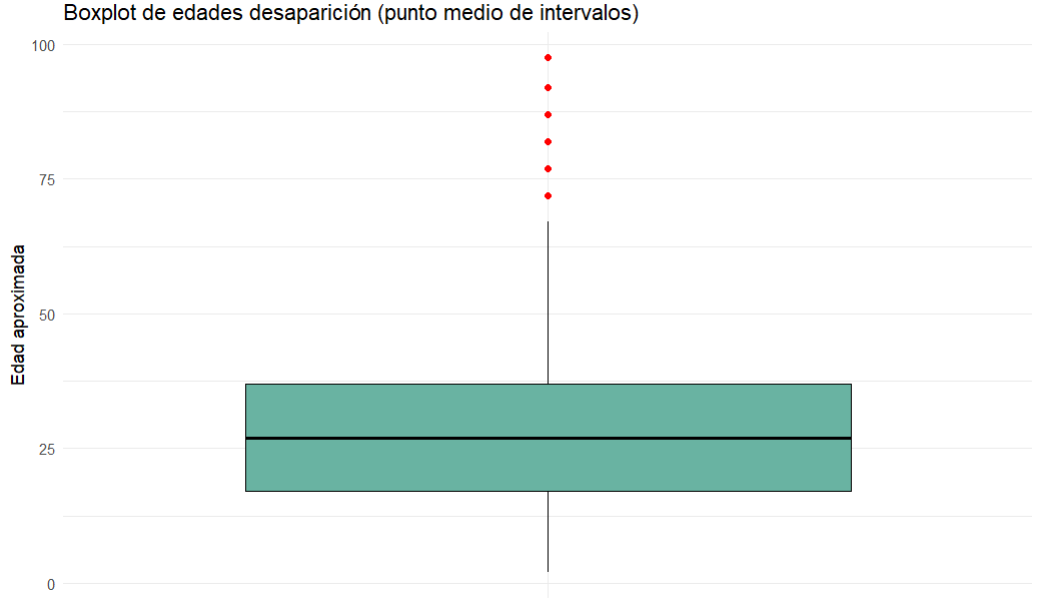 Boxplot de edades desaparición (punto medio de intervalos)
100
75
50
25
0
Edad aproximada